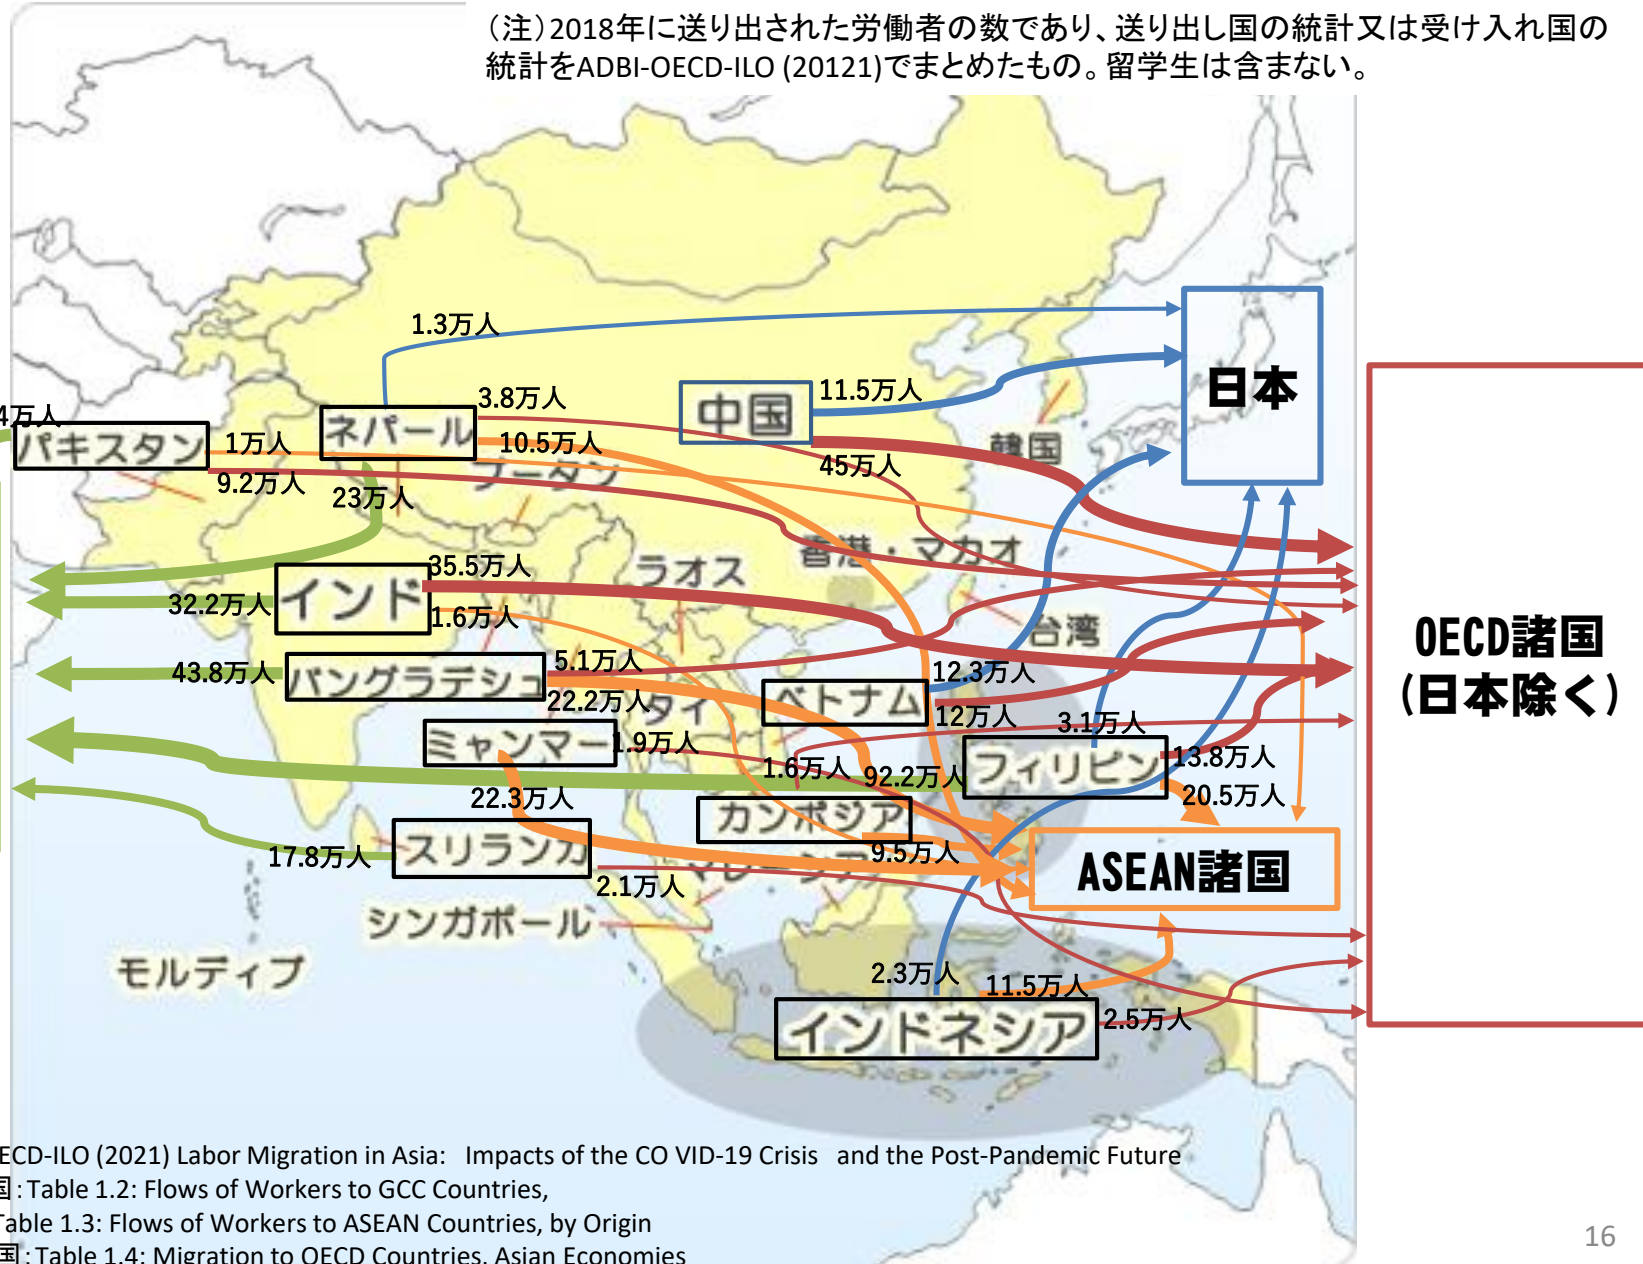 （注）2018年に送り出された労働者の数であり、送り出し国の統計又は受け入れ国の
統計をADBI-OECD-ILO (20121)でまとめたもの。留学生は含まない。
1.3万人
日本
3.8万人
中国
11.5万人
4万人
パキスタン
1万人
ネパール
10.5万人
韓国
9.2万人
23万人
ブータン
45万人
香港・マカオ
35.5万人
ラオス
インド
32.2万人
1.6万人
台湾
OECD諸国
(日本除く)
43.8万人
バングラデシュ
5.1万人
22.2万人
タイ
ベトナム
12.3万人
12万人
3.1万人
ミャンマー
1.9万人
1.6万人
92.2万人
フィリピン
13.8万人
20.5万人
22.3万人
カンボジア
17.8万人
スリランカ
9.5万人
マレーシア
ASEAN諸国
2.1万人
シンガポール
モルディブ
2.3万人
11.5万人
インドネシア
2.5万人
ECD-ILO (2021) Labor Migration in Asia: Impacts of the CO VID-19 Crisis and the Post-Pandemic Future
国：Table 1.2: Flows of Workers to GCC Countries,
Table 1.3: Flows of Workers to ASEAN Countries, by Origin
国：Table 1.4: Migration to OECD Countries, Asian Economies
16